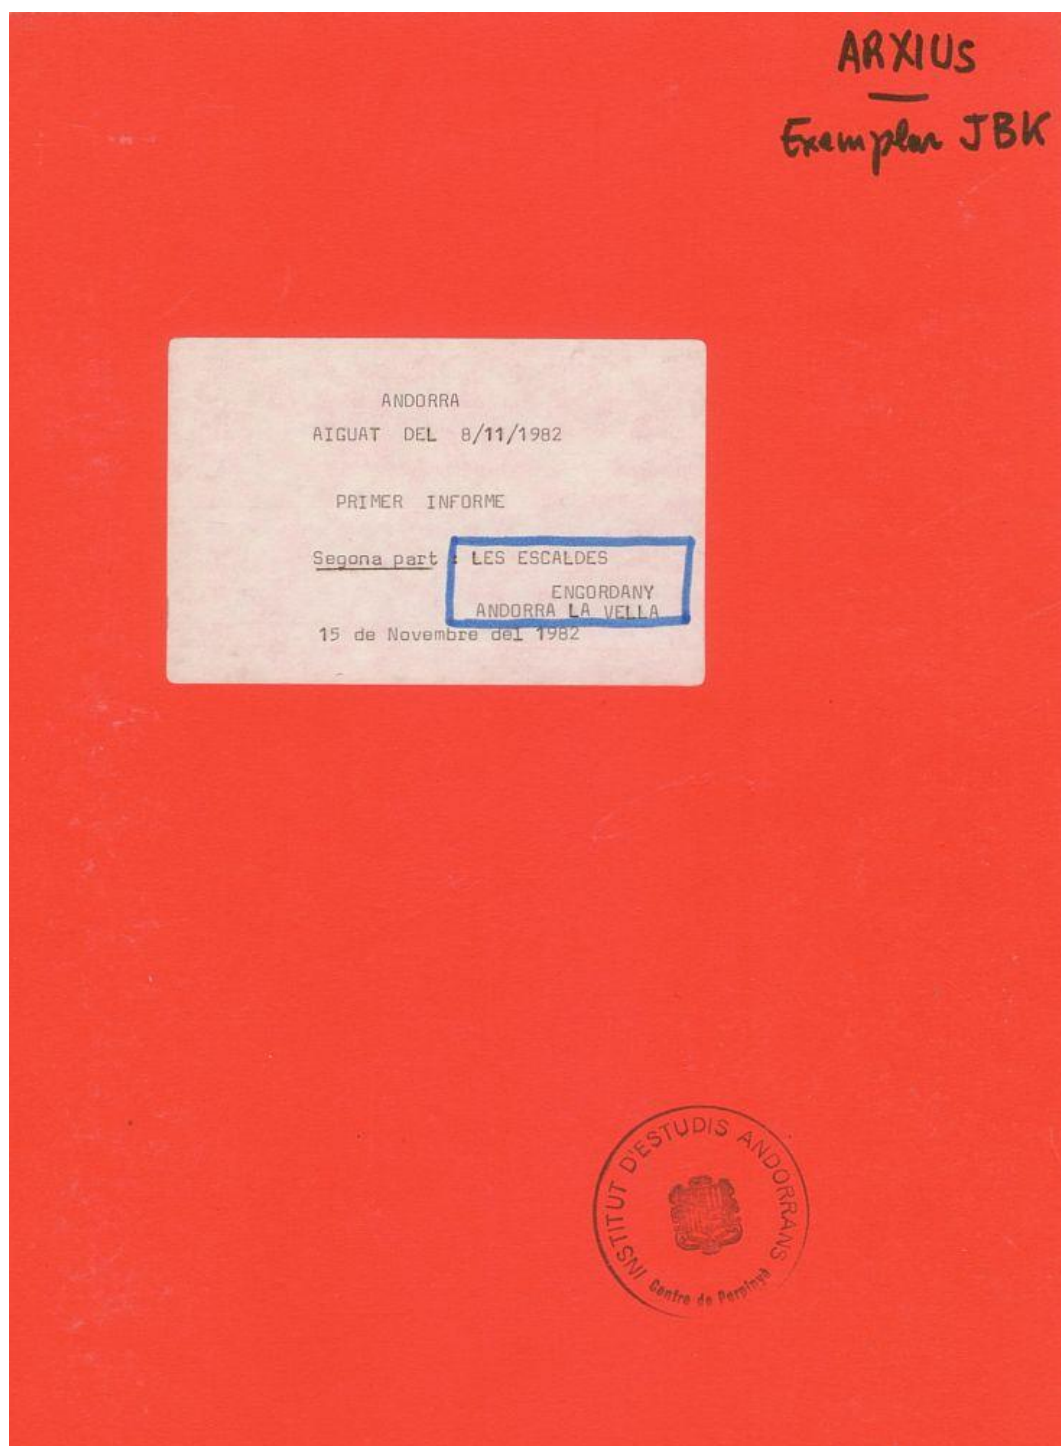 ARXIUS
Exemplar JBK
ANDORRA
AIGUAT DEL 8/11/1982
PRIMER INFORME
Segona part : LES ESCALDES
ENGORDANY
ANDORRA LA VELLA
15 de Novembre del 1982
INSTITUT D'ESTUDIS ANDORRANS
Centre de Perpinyà